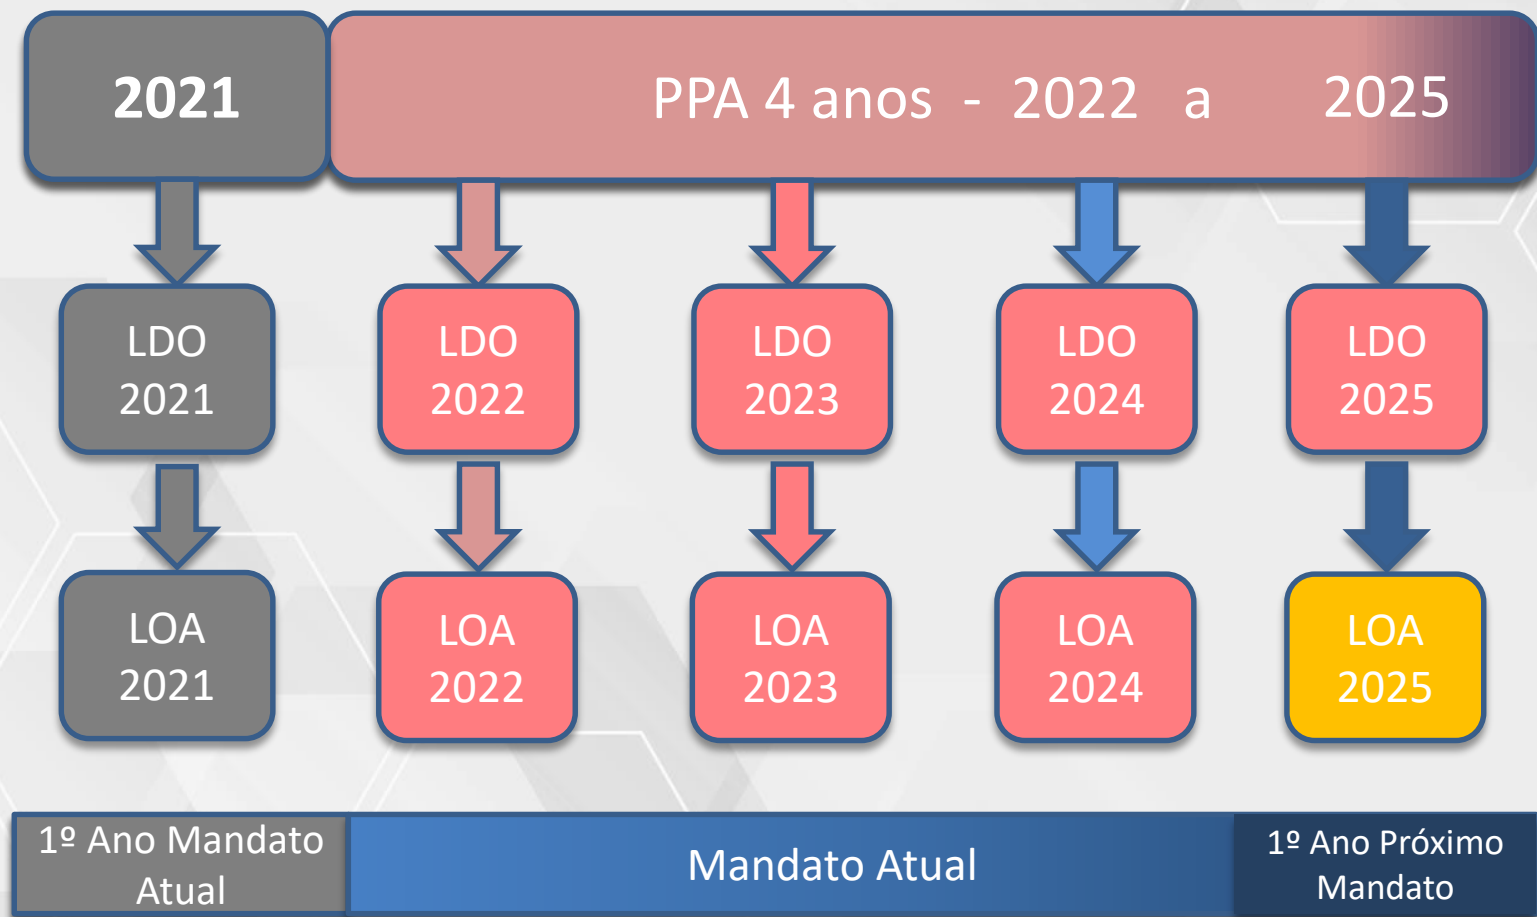 2021
PPA 4 anos - 2022 a 2025
LDO
2021
LDO
2022
LDO
2023
LDO
2024
LDO
2025
LOA
2021
LOA
2022
LOA
2023
LOA
2024
LOA
2025
1º Ano Mandato
Atual
Mandato Atual
1º Ano Próximo
Mandato